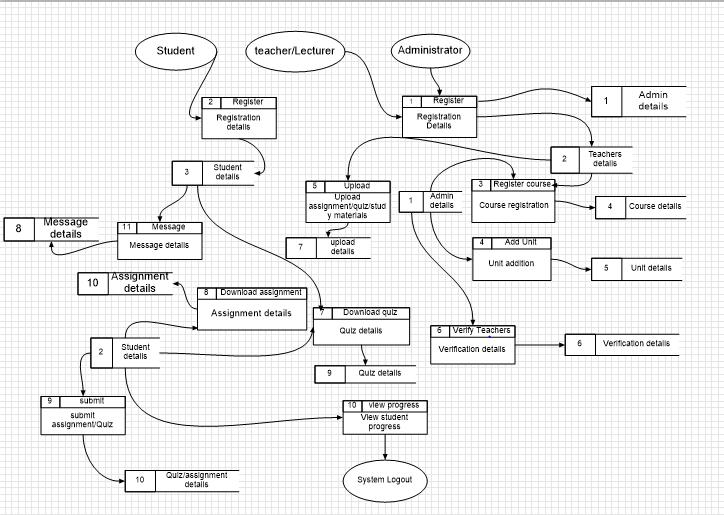 Student
teacher/Lecturer
Administrator
2 Register
Registration
details
1 Register
Registration
Details
1 Admin
details
2 Teachers
details
3 Student
details
5 Upload
Upload
assignment/quiz/stud
y materials
1 Admin
details
3 Register course
Course registration
4 Course details
8 Message
details
11 Message
Message details
7 upload
details
4 Add Unit
Unit addition
5 Unit details
10 Assignment
details
8 Download assignment
Assignment details
7 Download quiz
Quiz details
6 Verify Teachers
Verification details
6 Verification details
2 Student
details
9 Quiz details
9 submit
submit
assignment/Quiz
10 view progress
View student
progress
10 Quiz/assignment
details
System Logout